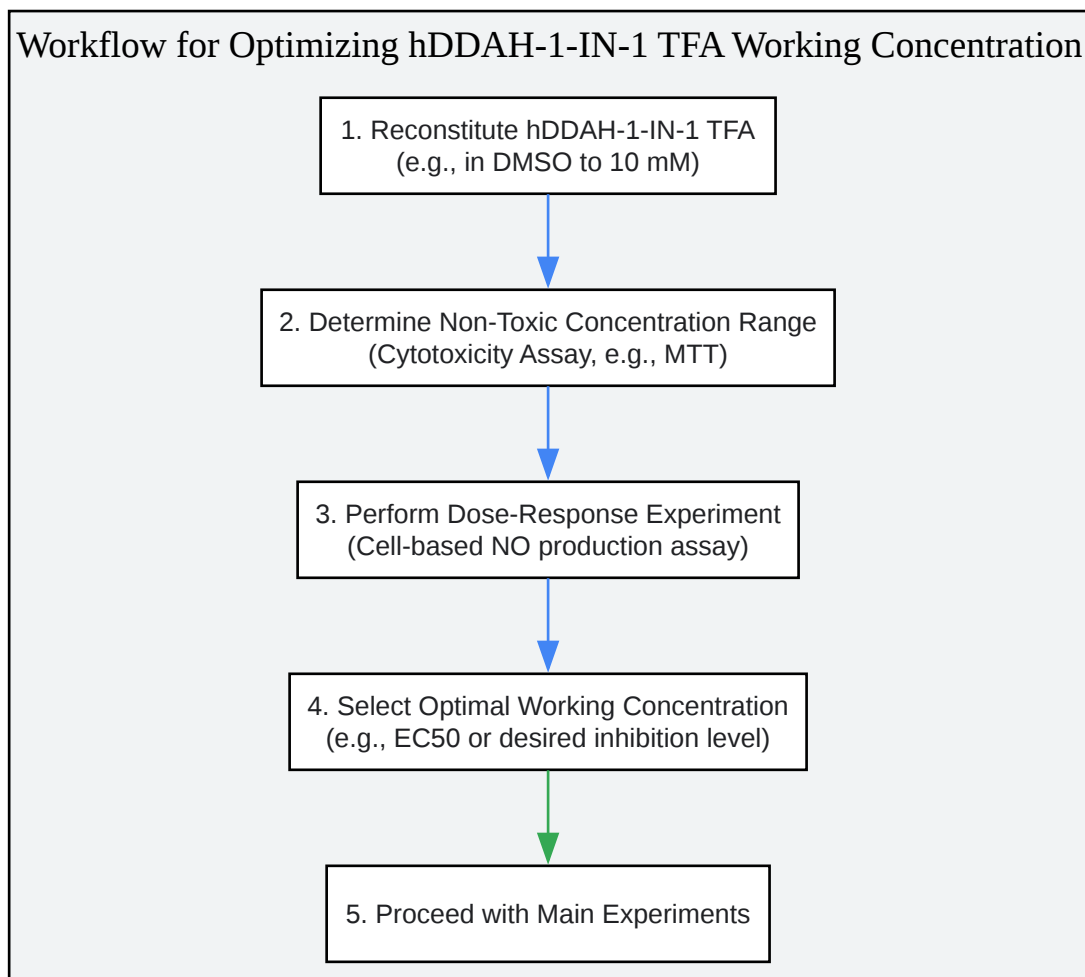 Workflow for Optimizing hDDAH-1-IN-1 TFA Working Concentration
1. Reconstitute hDDAH-1-IN-1 TFA
(e.g., in DMSO to 10 mM)
2. Determine Non-Toxic Concentration Range
(Cytotoxicity Assay, e.g., MTT)
3. Perform Dose-Response Experiment
(Cell-based NO production assay)
4. Select Optimal Working Concentration
(e.g., EC50 or desired inhibition level)
5. Proceed with Main Experiments